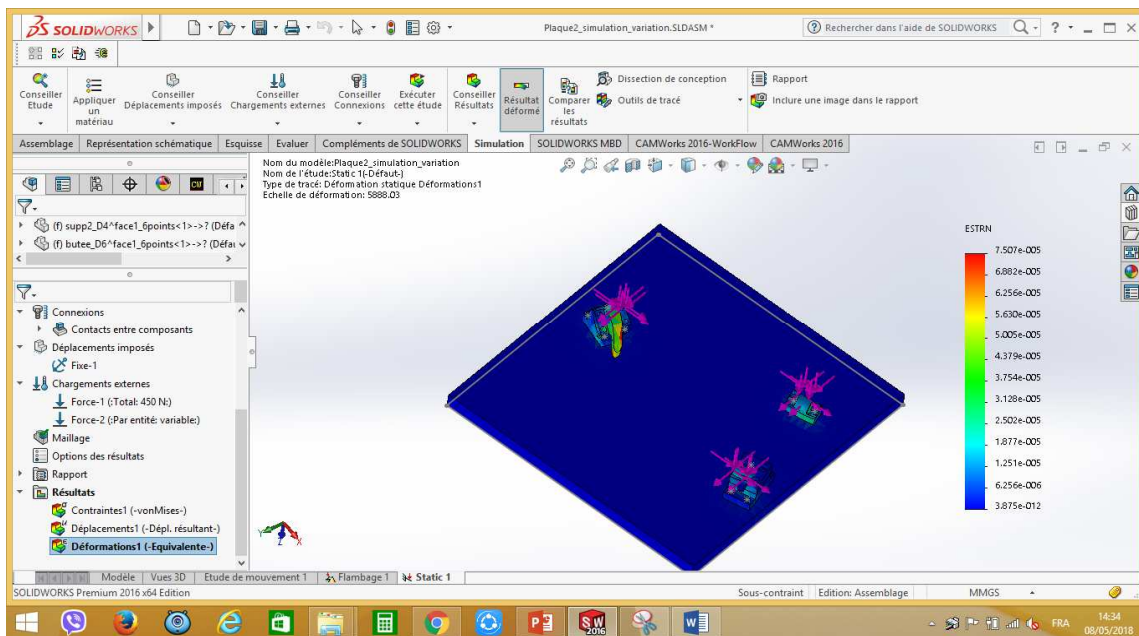 SOLIDWORKS
Plaque2_simulation_variation.SLDASM *
Rechercher dans l'aide de SOLIDWORKS
Conseiller Etude
Appliquer un matériau
Conseiller Déplacements imposés
Conseiller Chargements externes
Conseiller Connexions
Exécuter cette étude
Conseiller Résultats
Résultat déformé
Comparer les résultats
Dissection de conception
Outils de tracé
Rapport
Inclure une image dans le rapport
Assemblage Représentation schématique Esquisse Evaluer Compléments de SOLIDWORKS Simulation SOLIDWORKS MBD CAMWorks 2016-WorkFlow CAMWorks 2016
Nom du modèle:Plaque2_simulation_variation
Nom de l'étude:Static 1(-Défaut-)
Type de tracé: Déformation statique Déformations1
Echelle de déformation: 5888.03
(f) supp2_D4^face1_6points<1>->? (Défa
(f) butee_D6^face1_6points<1>->? (Défau
Connexions
Contacts entre composants
Déplacements imposés
Fixe-1
Chargements externes
Force-1 (:Total: 450 N:)
Force-2 (:Par entité: variable:)
Maillage
Options des résultats
Rapport
Résultats
Contraintes1 (-vonMises-)
Déplacements1 (-Dépl. résultant-)
Déformations1 (-Equivalente-)
ESTRN
7.507e-005
6.882e-005
6.256e-005
5.630e-005
5.005e-005
4.379e-005
3.754e-005
3.128e-005
2.502e-005
1.877e-005
1.251e-005
6.256e-006
3.875e-012
Y
Z
X
Modèle Vues 3D Etude de mouvement 1 Flambage 1 Static 1
SOLIDWORKS Premium 2016 x64 Edition
Sous-contraint Edition: Assemblage MMGS
FRA
14:34
08/05/2018